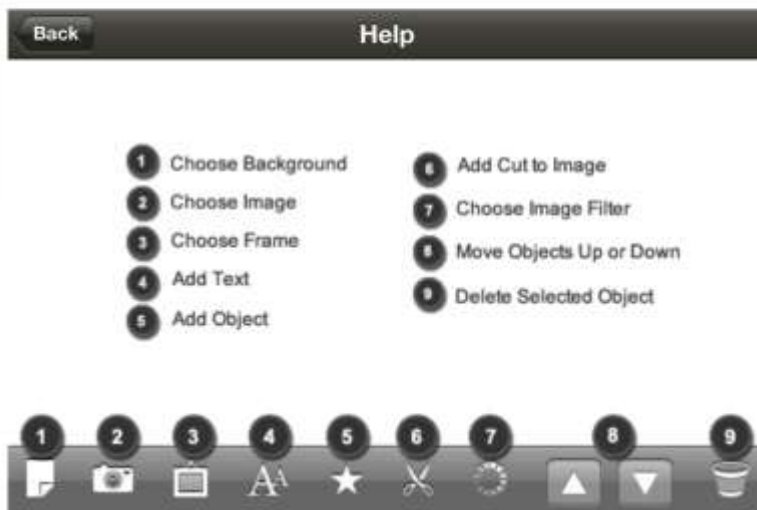 Back
Help
1 Choose Background
2 Choose Image
3 Choose Frame
4 Add Text
5 Add Object
6 Add Cut to Image
7 Choose Image Filter
8 Move Objects Up or Down
9 Delete Selected Object
1 2 3 4 5 6 7 8 9
AA